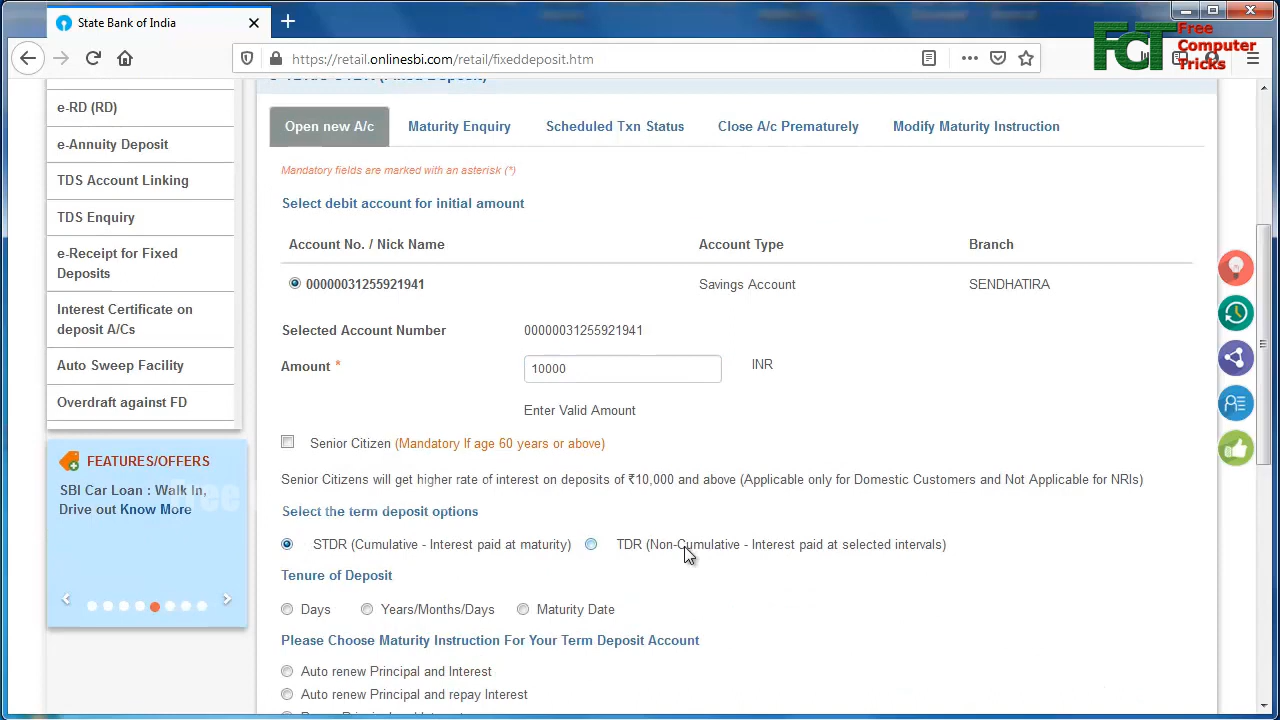 State Bank of India
https://retail.onlinesbi.com/retail/fixeddeposit.htm
FCT Free Computer Tricks
(Fixed Deposit)
e-RD (RD)
e-Annuity Deposit
TDS Account Linking
TDS Enquiry
e-Receipt for Fixed
Deposits
Interest Certificate on
deposit A/Cs
Auto Sweep Facility
Overdraft against FD
FEATURES/OFFERS
SBI Car Loan : Walk In,
Drive out Know More
Free
Open new A/c Maturity Enquiry Scheduled Txn Status Close A/c Prematurely Modify Maturity Instruction
Mandatory fields are marked with an asterisk (*)
Select debit account for initial amount
Account No. / Nick Name Account Type Branch
00000031255921941 Savings Account SENDHATIRA
Selected Account Number 00000031255921941
Amount * 10000 INR
Enter Valid Amount
Senior Citizen (Mandatory If age 60 years or above)
Senior Citizens will get higher rate of interest on deposits of ₹10,000 and above (Applicable only for Domestic Customers and Not Applicable for NRIs)
Select the term deposit options
STDR (Cumulative - Interest paid at maturity) TDR (Non-Cumulative - Interest paid at selected intervals)
Tenure of Deposit
Days Years/Months/Days Maturity Date
Please Choose Maturity Instruction For Your Term Deposit Account
Auto renew Principal and Interest
Auto renew Principal and repay Interest